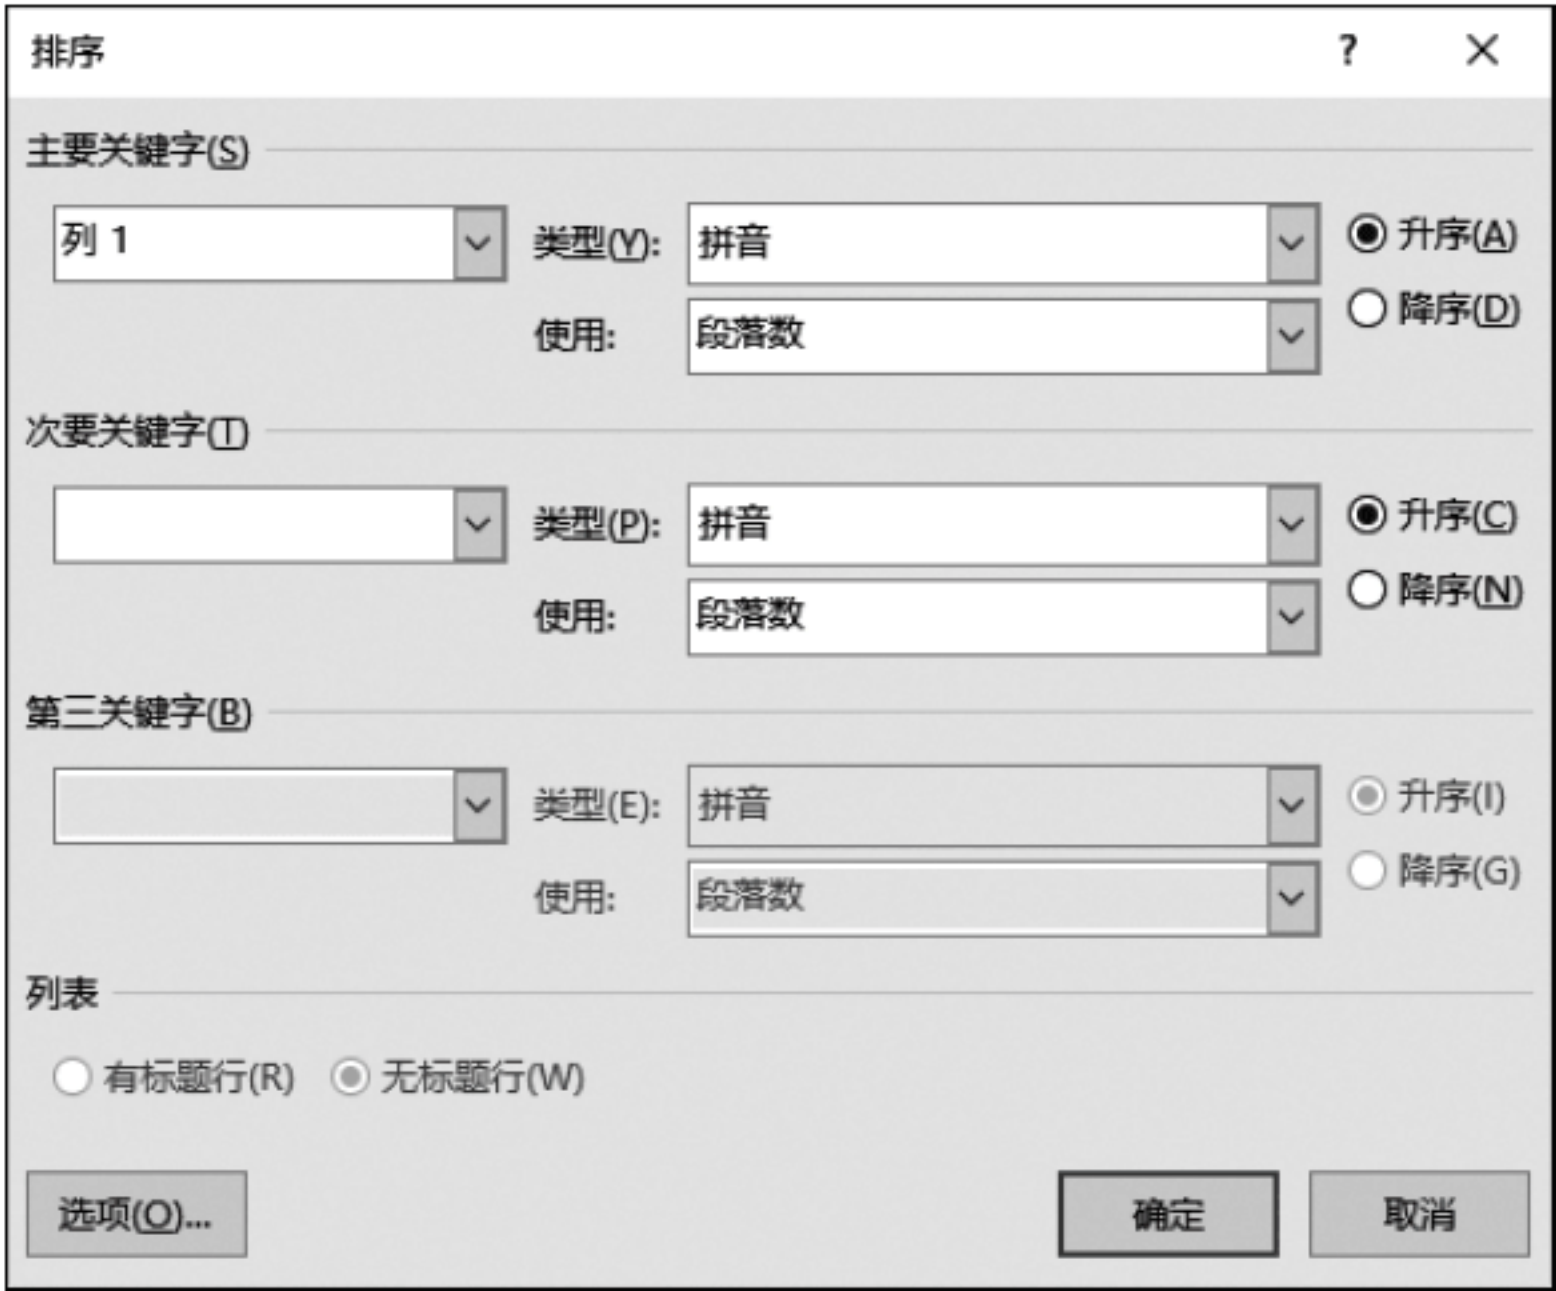 排序 ?
主要关键字(S)
列 1 类型(Y): 拼音 升序(A)
使用: 段落数 降序(D)
次要关键字(T)
类型(P): 拼音 升序(C)
使用: 段落数 降序(N)
第三关键字(B)
类型(E): 拼音 升序(I)
使用: 段落数 降序(G)
列表
有标题行(R) 无标题行(W)
选项(O)... 确定 取消